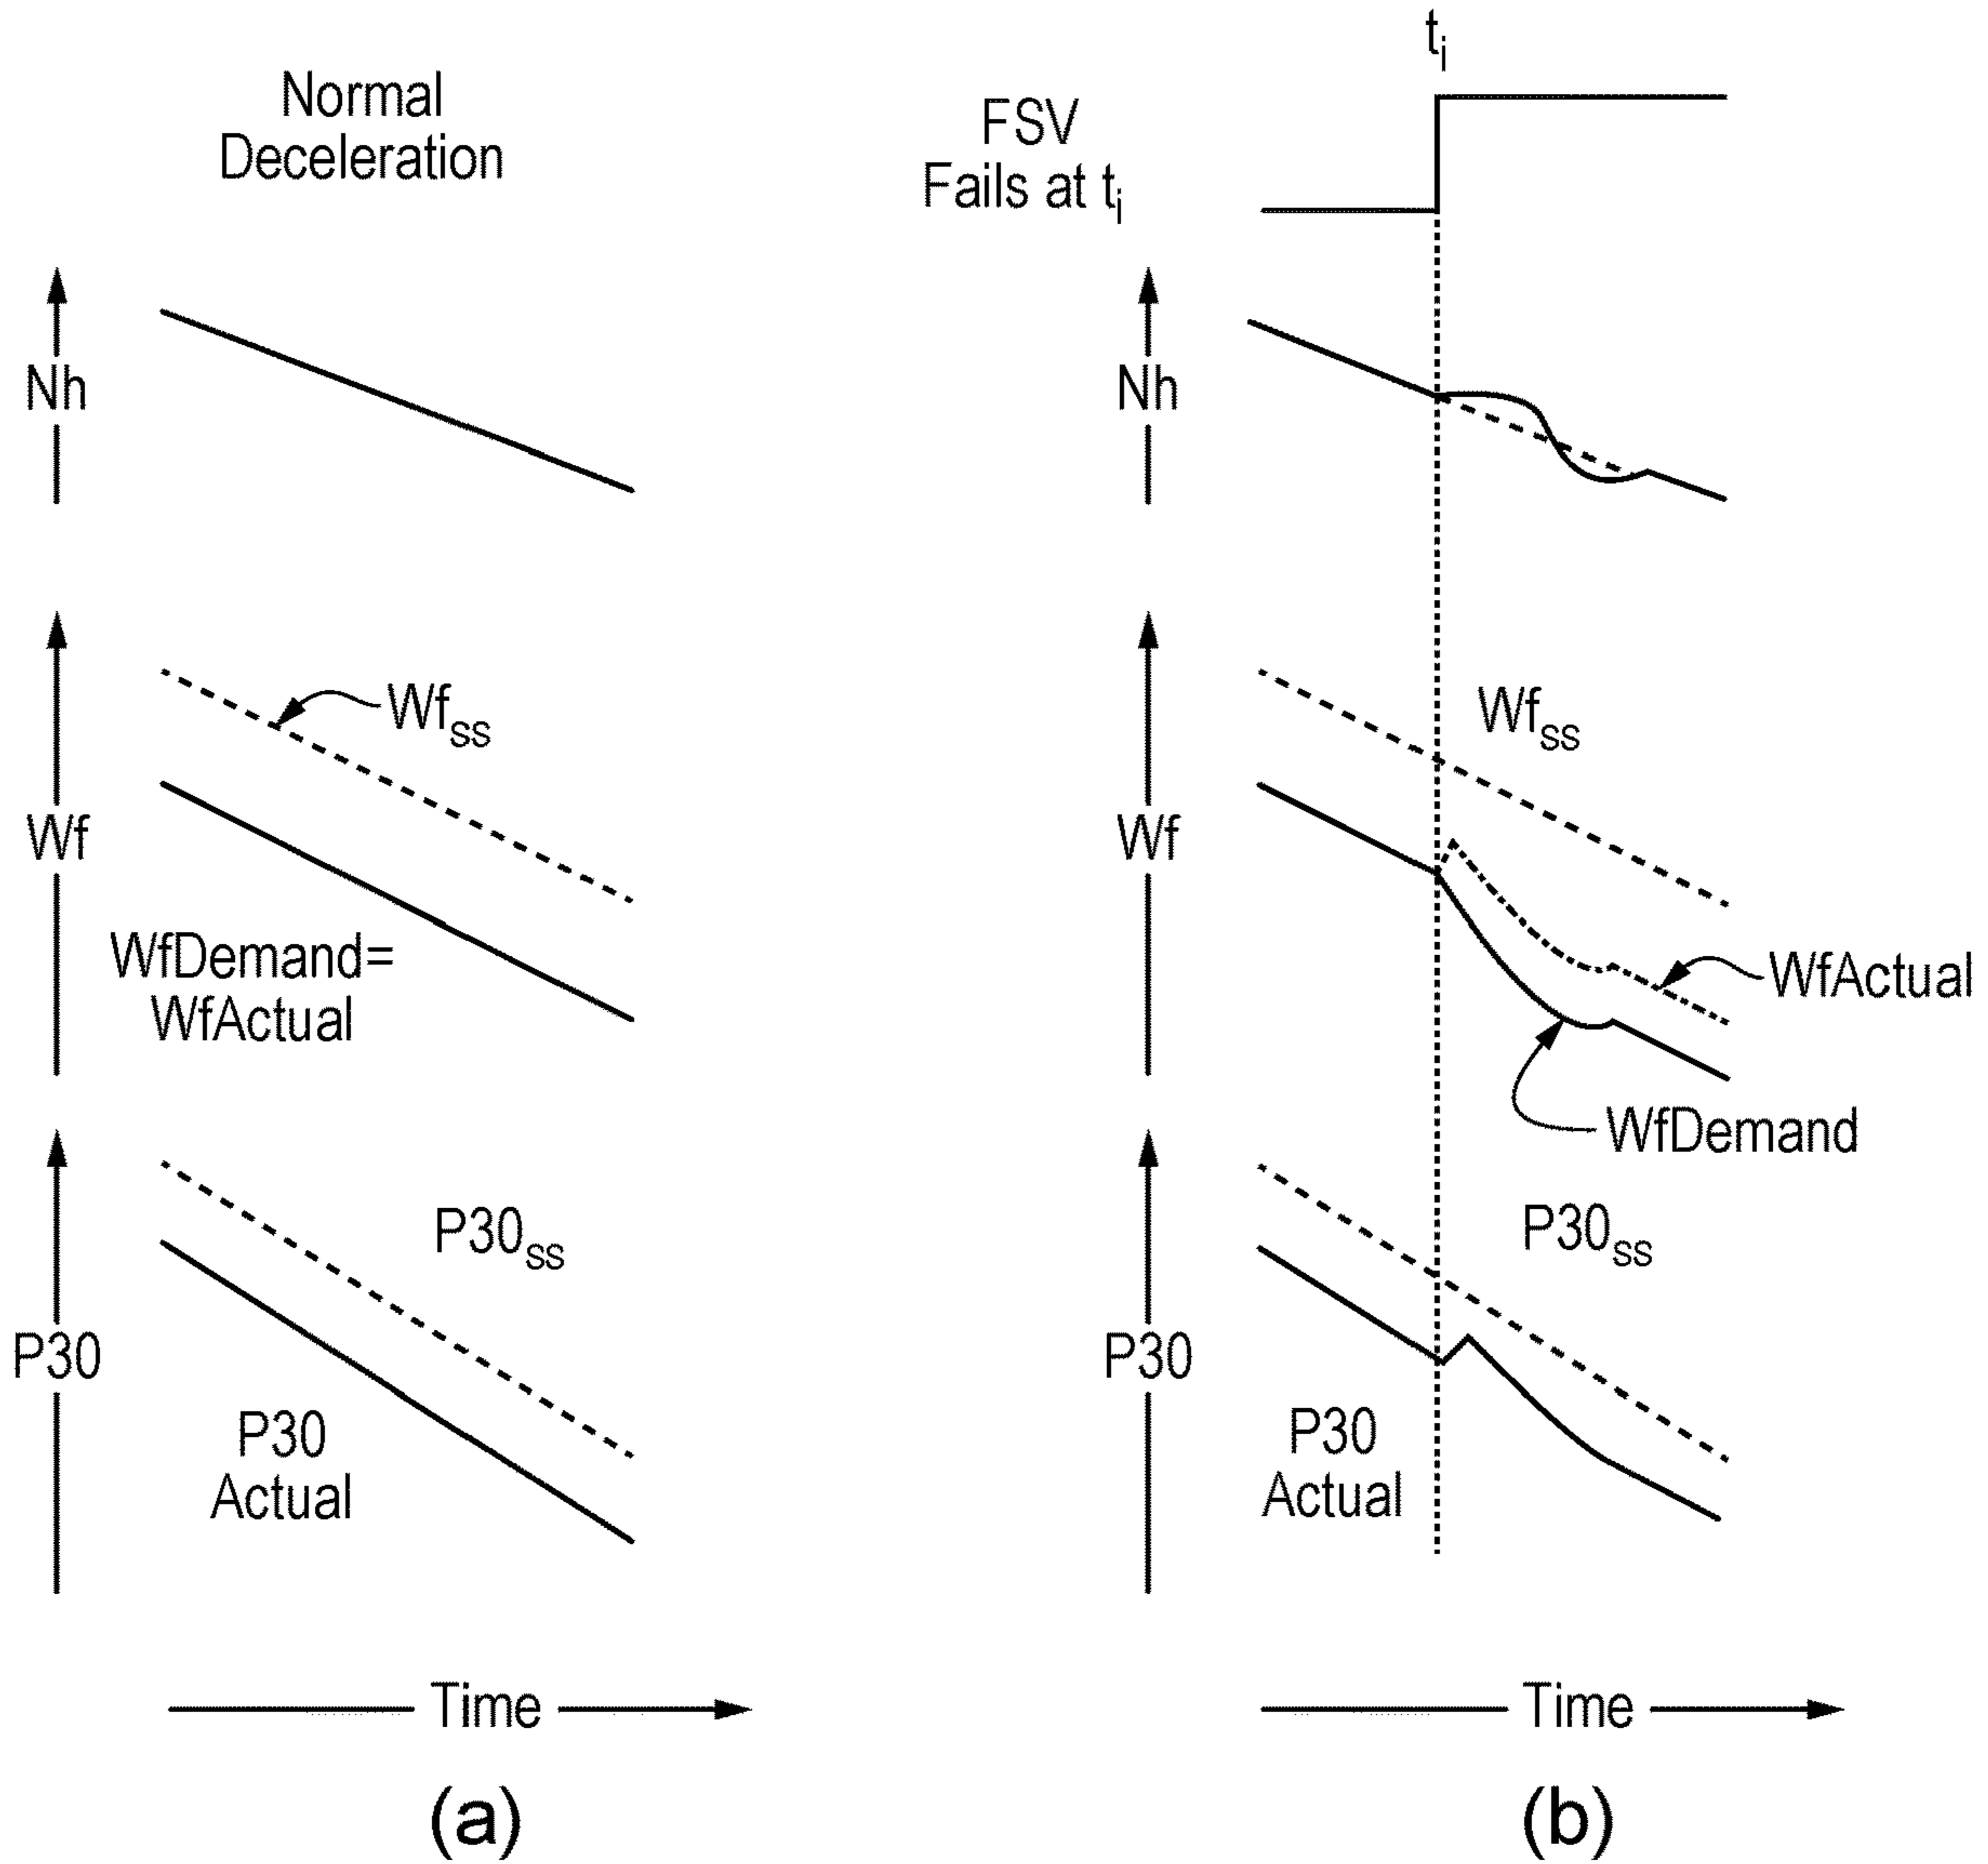 Normal
Deceleration
Nh
Wf
Wfss
WfDemand=
WfActual
P30
P30ss
P30
Actual
Time
(a)
ti
FSV
Fails at ti
Nh
Wf
Wfss
WfActual
WfDemand
P30
P30ss
P30
Actual
Time
(b)